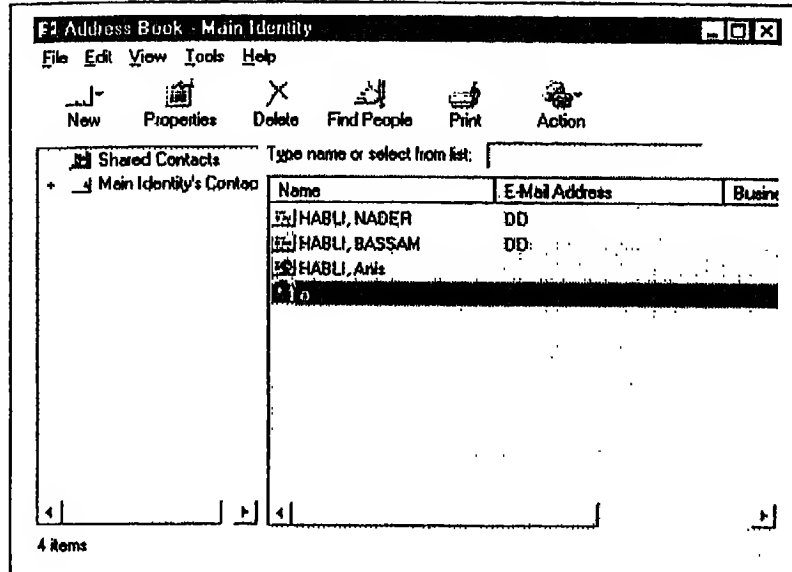 Address Book - Main Identity
File Edit View Tools Help
New Properties Delete Find People Print Action
Shared Contacts
Main Identity's Contac
Type name or select from list:
Name E-Mail Address Busine
HABLI, NADER DD
HABLI, BASSAM DD
HABLI, Anis
a
4 items